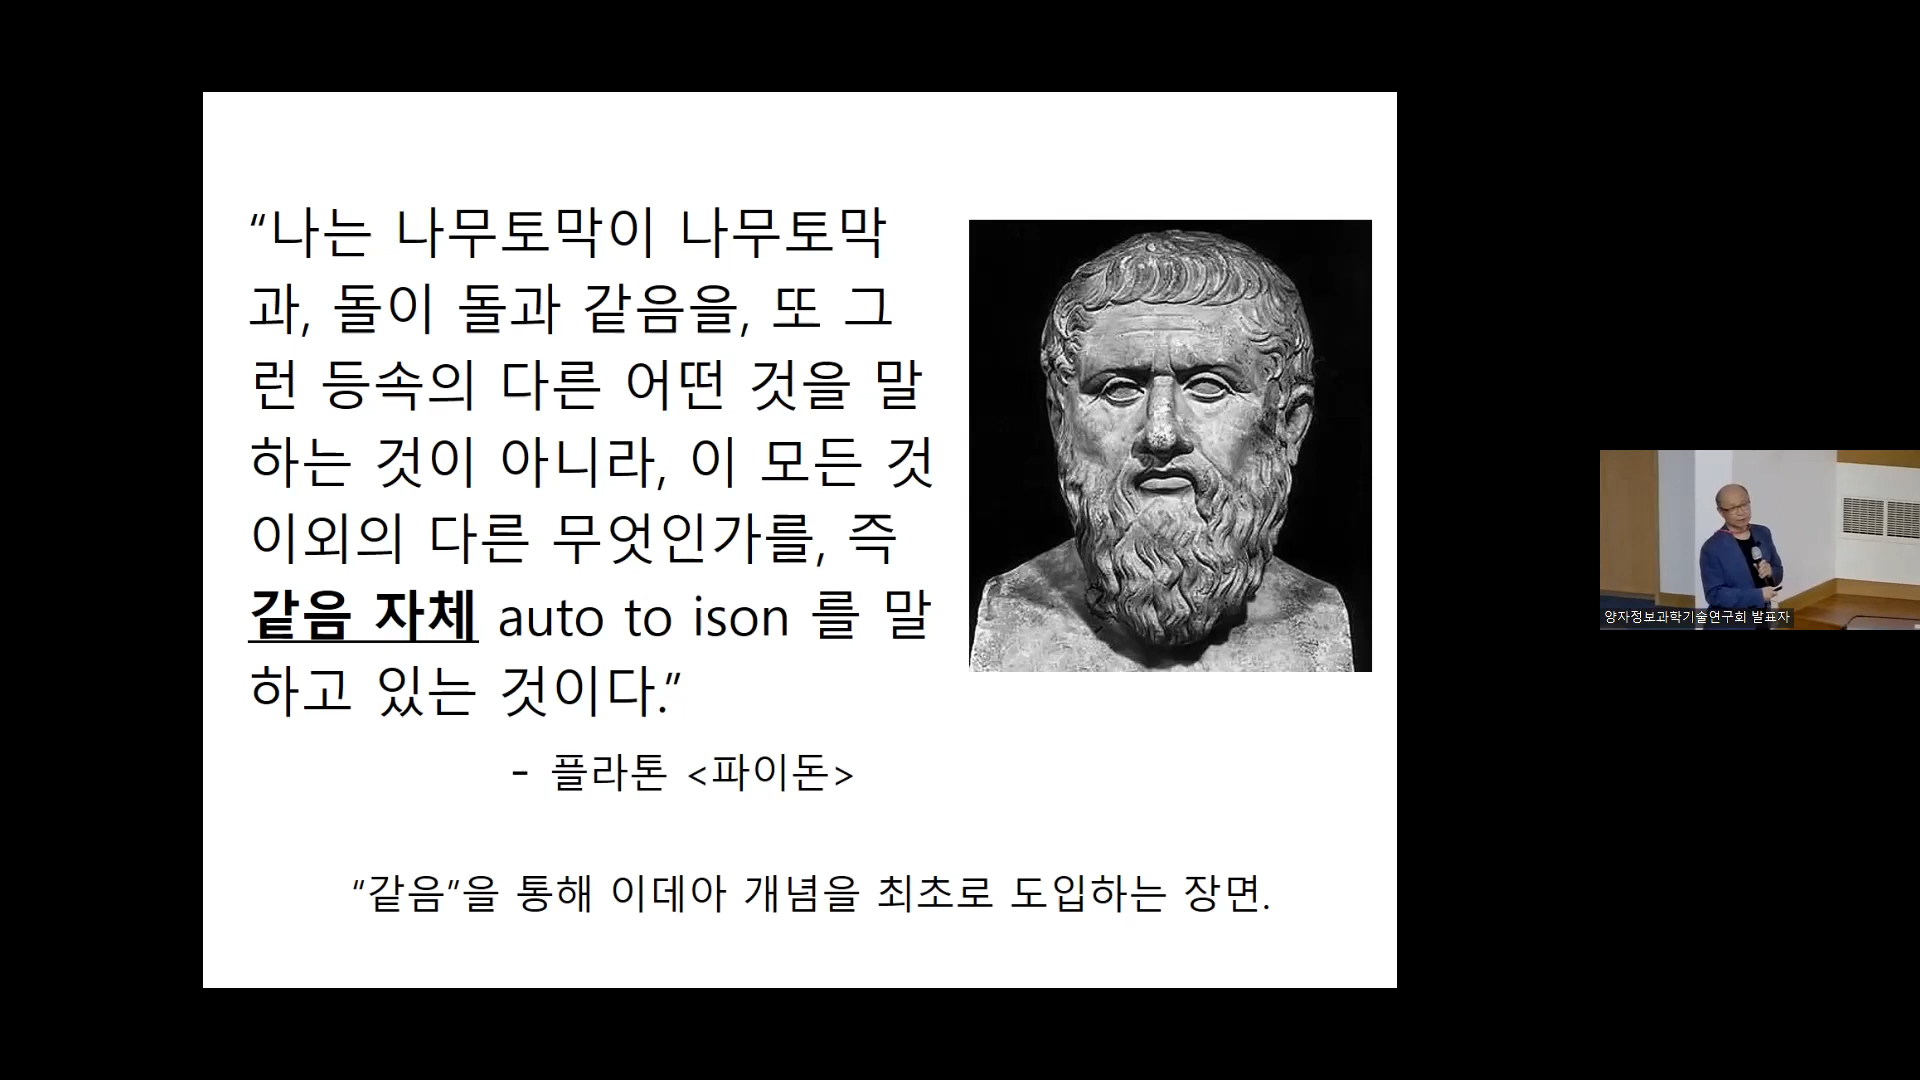 “나는 나무토막이 나무토막
과, 돌이 돌과 같음을, 또 그
런 등속의 다른 어떤 것을 말
하는 것이 아니라, 이 모든 것
이외의 다른 무엇인가를, 즉
같음 자체 auto to ison 를 말
하고 있는 것이다.”
- 플라톤 <파이돈>
“같음”을 통해 이데아 개념을 최초로 도입하는 장면.
양자정보과학기술연구회 발표자